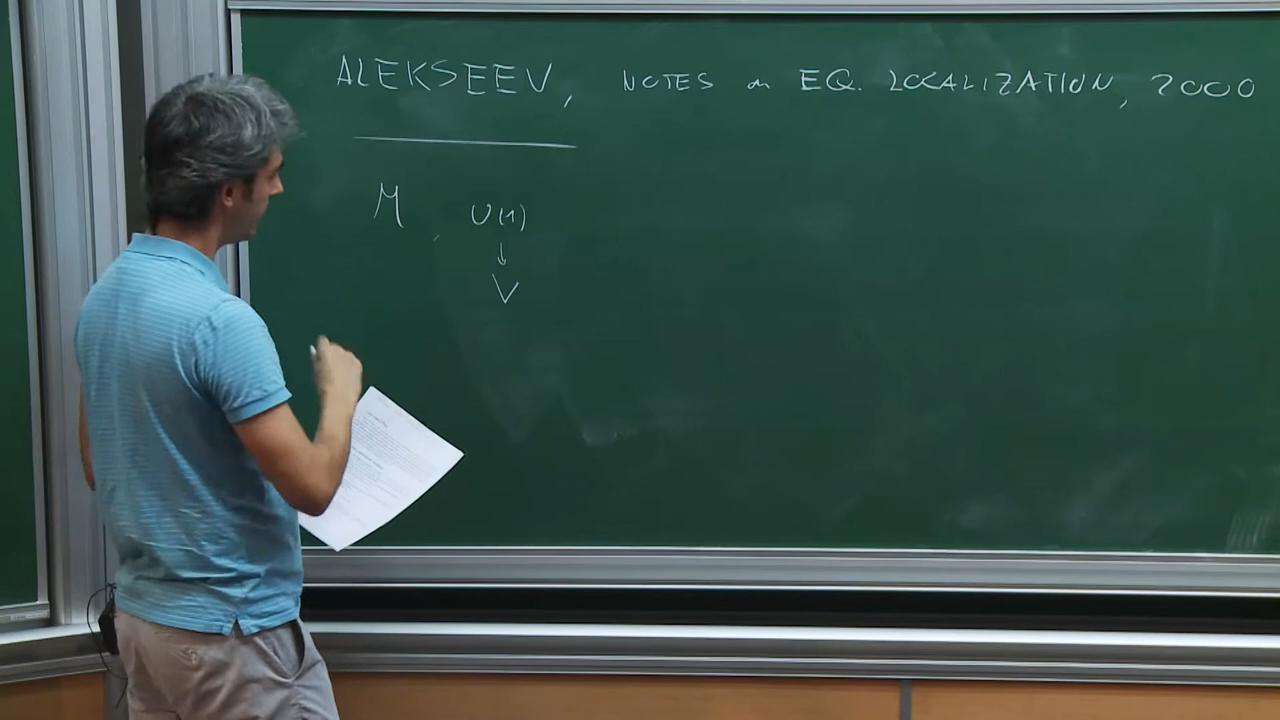 ALEKSEEV, NOTES on EQ. LOCALIZATION, 2000
M, U(1)
↓
V